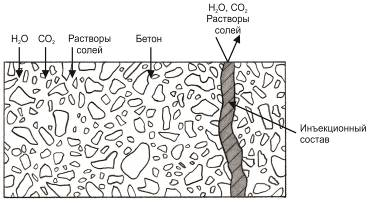 H₂O, CO₂
Растворы
солей
H₂O CO₂ Растворы Бетон
солей
Инъекционный
состав